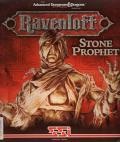 Advanced Dungeons & Dragons
Ravenloft
STONE
PROPHET